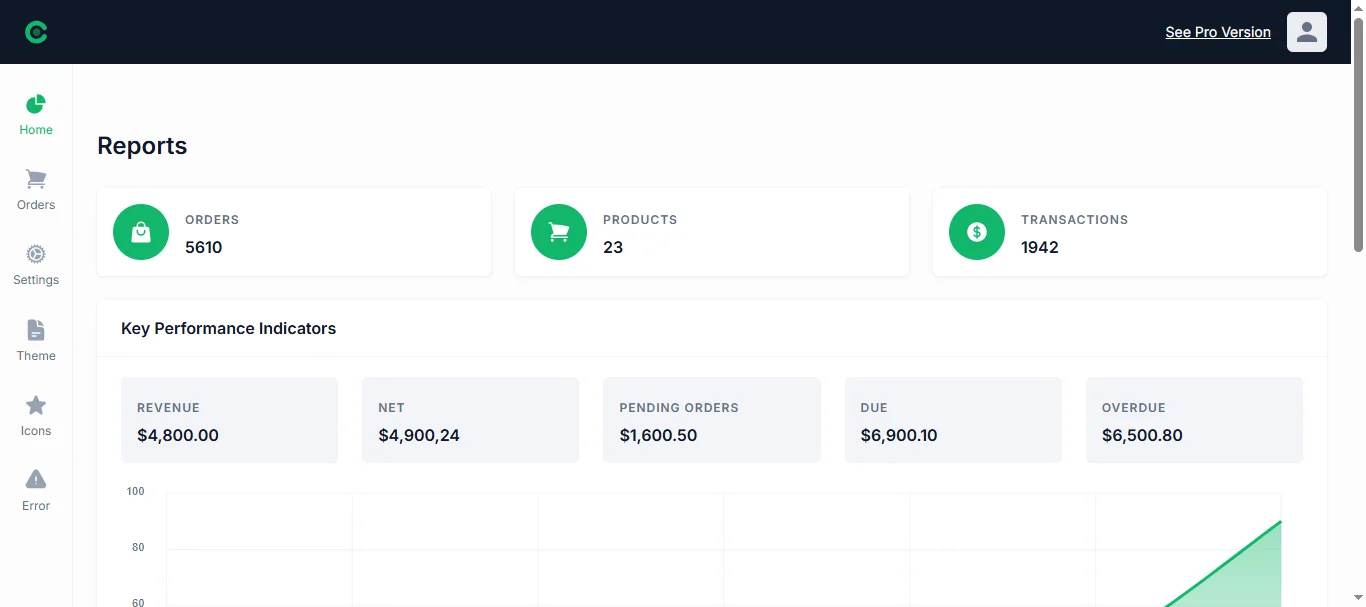 See Pro Version
Home
Orders
Settings
Theme
Icons
Error
Reports
ORDERS
5610
PRODUCTS
23
TRANSACTIONS
1942
Key Performance Indicators
REVENUE
$4,800.00
NET
$4,900,24
PENDING ORDERS
$1,600.50
DUE
$6,900.10
OVERDUE
$6,500.80
100
80
60